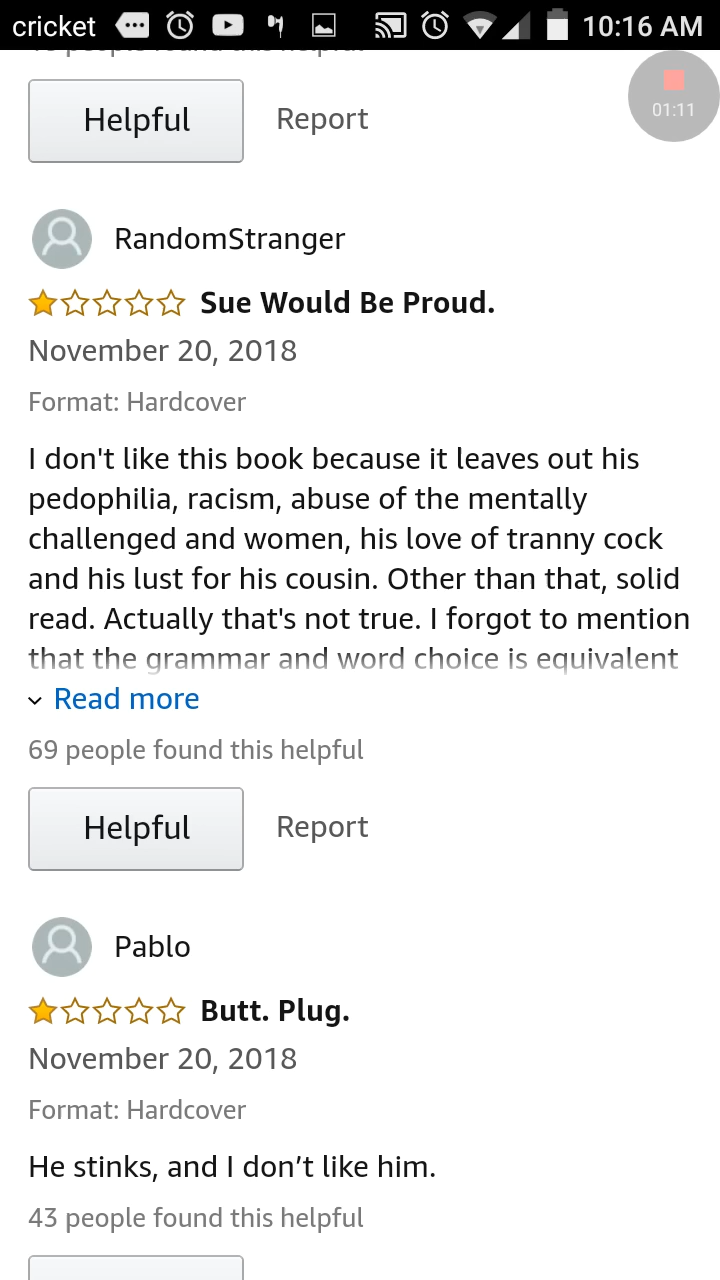 cricket 10:16 AM
Helpful Report
01:11
RandomStranger
Sue Would Be Proud.
November 20, 2018
Format: Hardcover
I don't like this book because it leaves out his
pedophilia, racism, abuse of the mentally
challenged and women, his love of tranny cock
and his lust for his cousin. Other than that, solid
read. Actually that's not true. I forgot to mention
that the grammar and word choice is equivalent
Read more
69 people found this helpful
Helpful Report
Pablo
Butt. Plug.
November 20, 2018
Format: Hardcover
He stinks, and I don’t like him.
43 people found this helpful